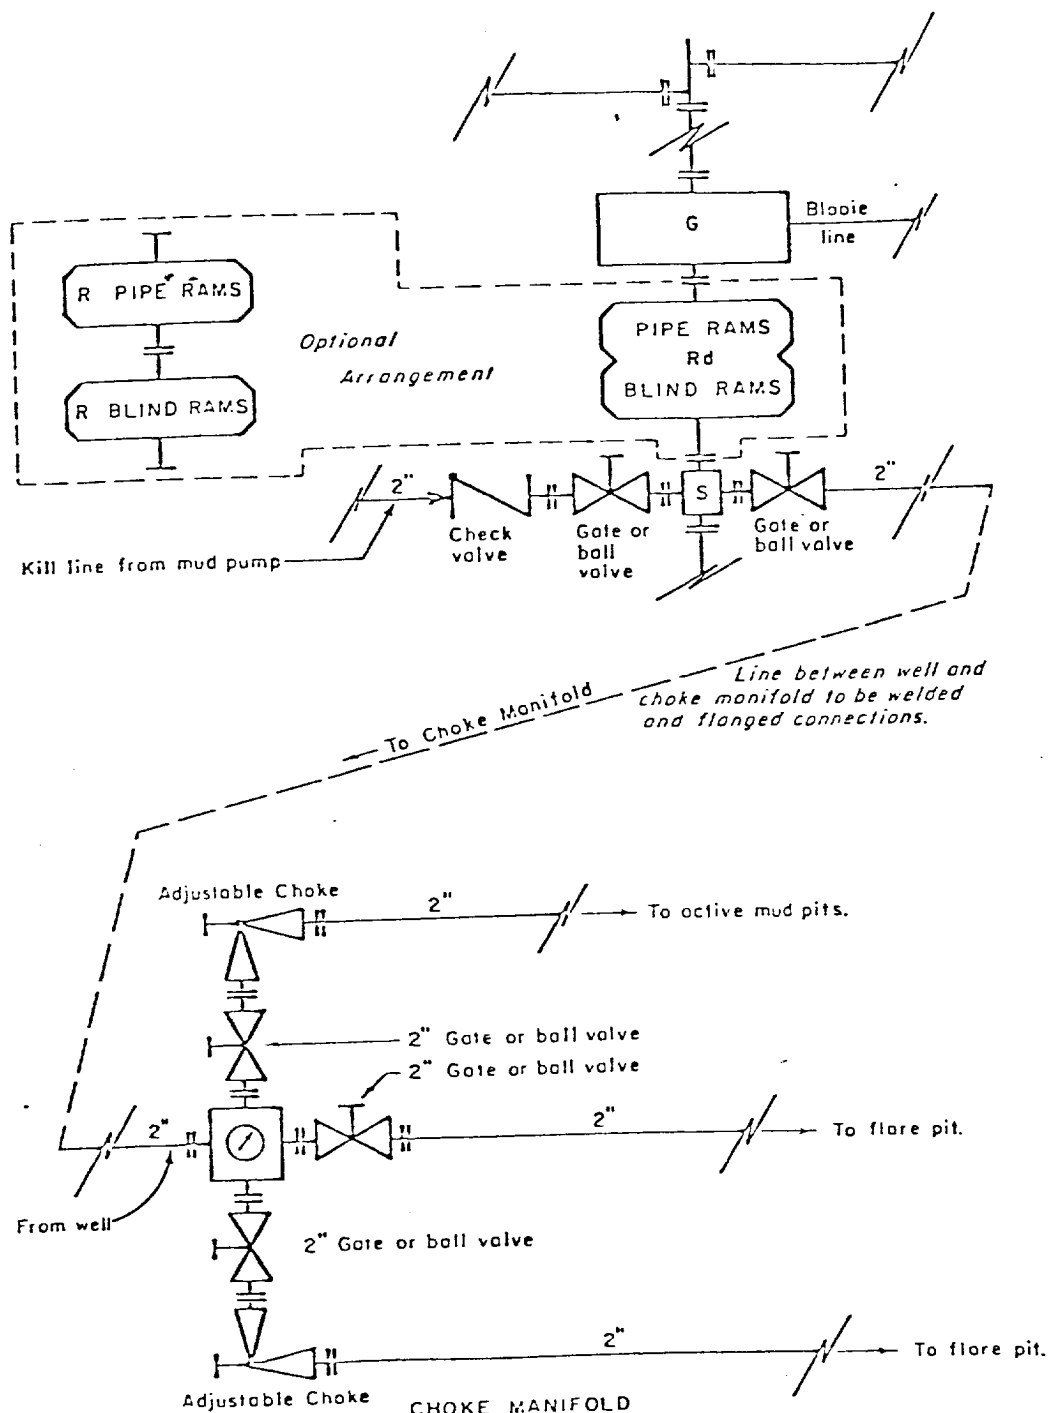 G
Blooie
line
R PIPE RAMS
Optional
Arrangement
R BLIND RAMS
PIPE RAMS
Rd
BLIND RAMS
2"
S
2"
Check
valve
Gate or
ball
valve
Gate or
ball valve
Kill line from mud pump
Line between well and
choke manifold to be welded
and flanged connections.
To Choke Manifold
Adjustable Choke
2"
To active mud pits.
2" Gate or ball valve
2" Gate or ball valve
2"
2"
To flare pit.
From well
2" Gate or ball valve
2"
To flare pit.
Adjustable Choke
CHOKE MANIFOLD